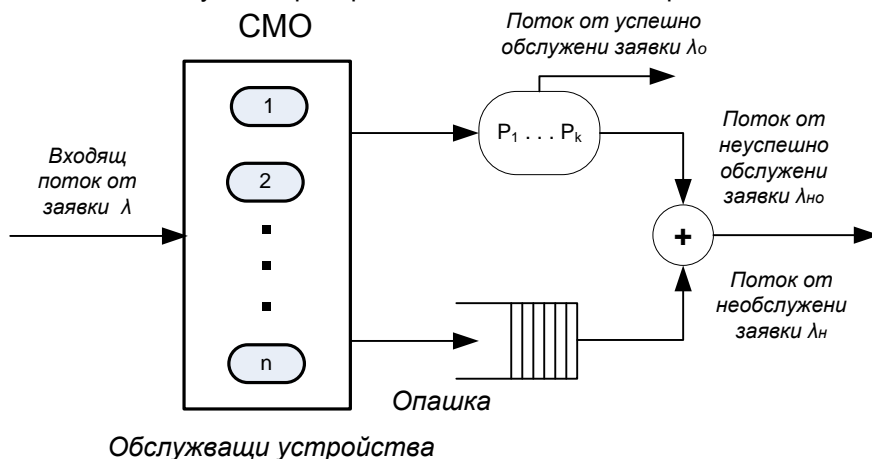 СМО
Поток от успешно
обслужени заявки λо
1
P₁ . . . Pₖ
Поток от
неуспешно
обслужени
заявки λно
Входящ
поток от
заявки λ
2
+
Поток от
необслужени
заявки λн
n
Опашка
Обслужващи устройства